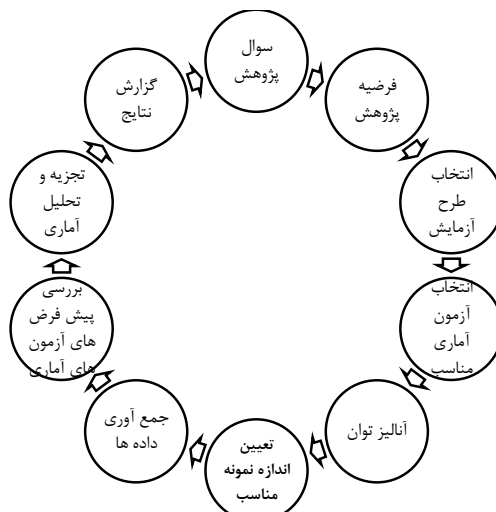 سوال
پژوهش
فرضیه
پژوهش
انتخاب
طرح
آزمایش
انتخاب
آزمون
آماری
مناسب
آنالیز توان
تعیین
اندازه نمونه
مناسب
جمع آوری
داده ها
بررسی
پیش فرض
های آزمون
های آماری
تجزیه و
تحلیل
آماری
گزارش
نتایج